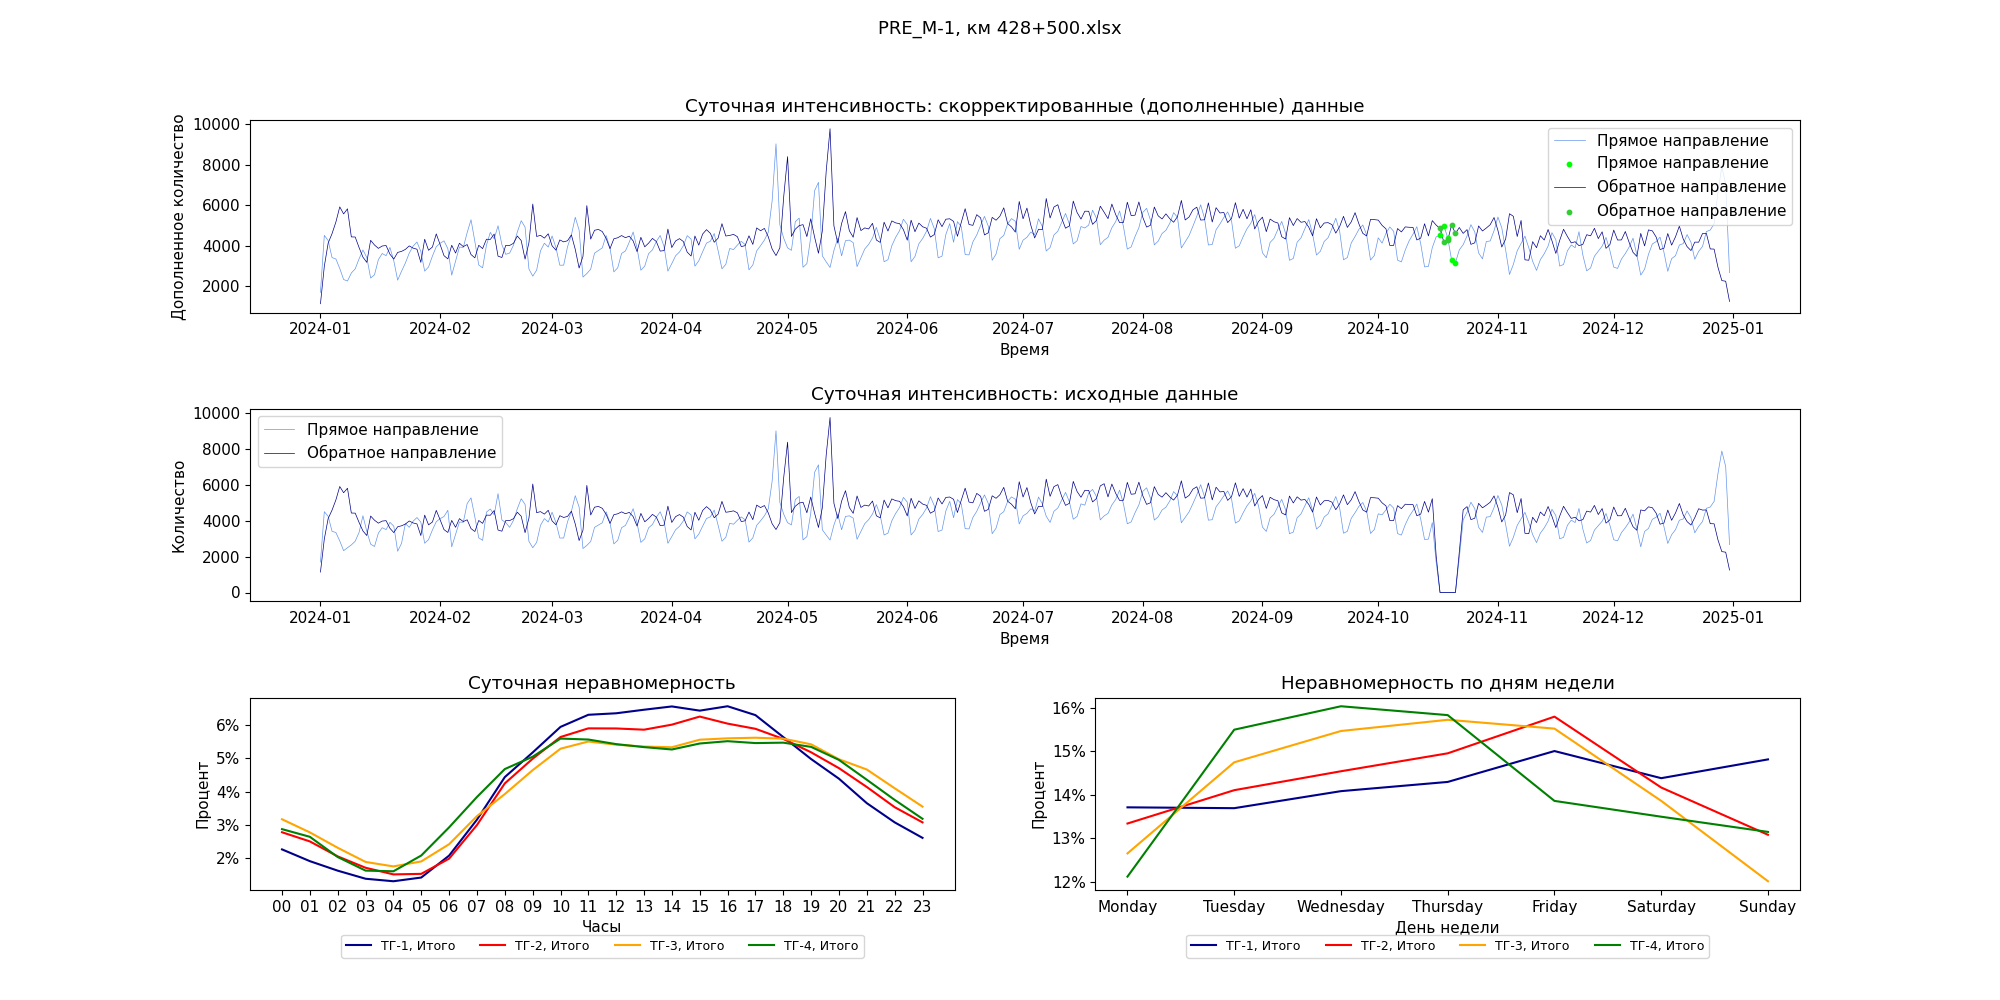 PRE_M-1, км 428+500.xlsx
Суточная интенсивность: скорректированные (дополненные) данные
Дополненное количество
10000
8000
6000
4000
2000
Прямое направление
Прямое направление
Обратное направление
Обратное направление
2024-01 2024-02 2024-03 2024-04 2024-05 2024-06 2024-07 2024-08 2024-09 2024-10 2024-11 2024-12 2025-01
Время
Суточная интенсивность: исходные данные
Количество
10000
8000
6000
4000
2000
0
Прямое направление
Обратное направление
2024-01 2024-02 2024-03 2024-04 2024-05 2024-06 2024-07 2024-08 2024-09 2024-10 2024-11 2024-12 2025-01
Время
Суточная неравномерность
Процент
6%
5%
4%
3%
2%
00 01 02 03 04 05 06 07 08 09 10 11 12 13 14 15 16 17 18 19 20 21 22 23
Часы
ТГ-1, Итого ТГ-2, Итого ТГ-3, Итого ТГ-4, Итого
Неравномерность по дням недели
Процент
16%
15%
14%
13%
12%
Monday Tuesday Wednesday Thursday Friday Saturday Sunday
День недели
ТГ-1, Итого ТГ-2, Итого ТГ-3, Итого ТГ-4, Итого